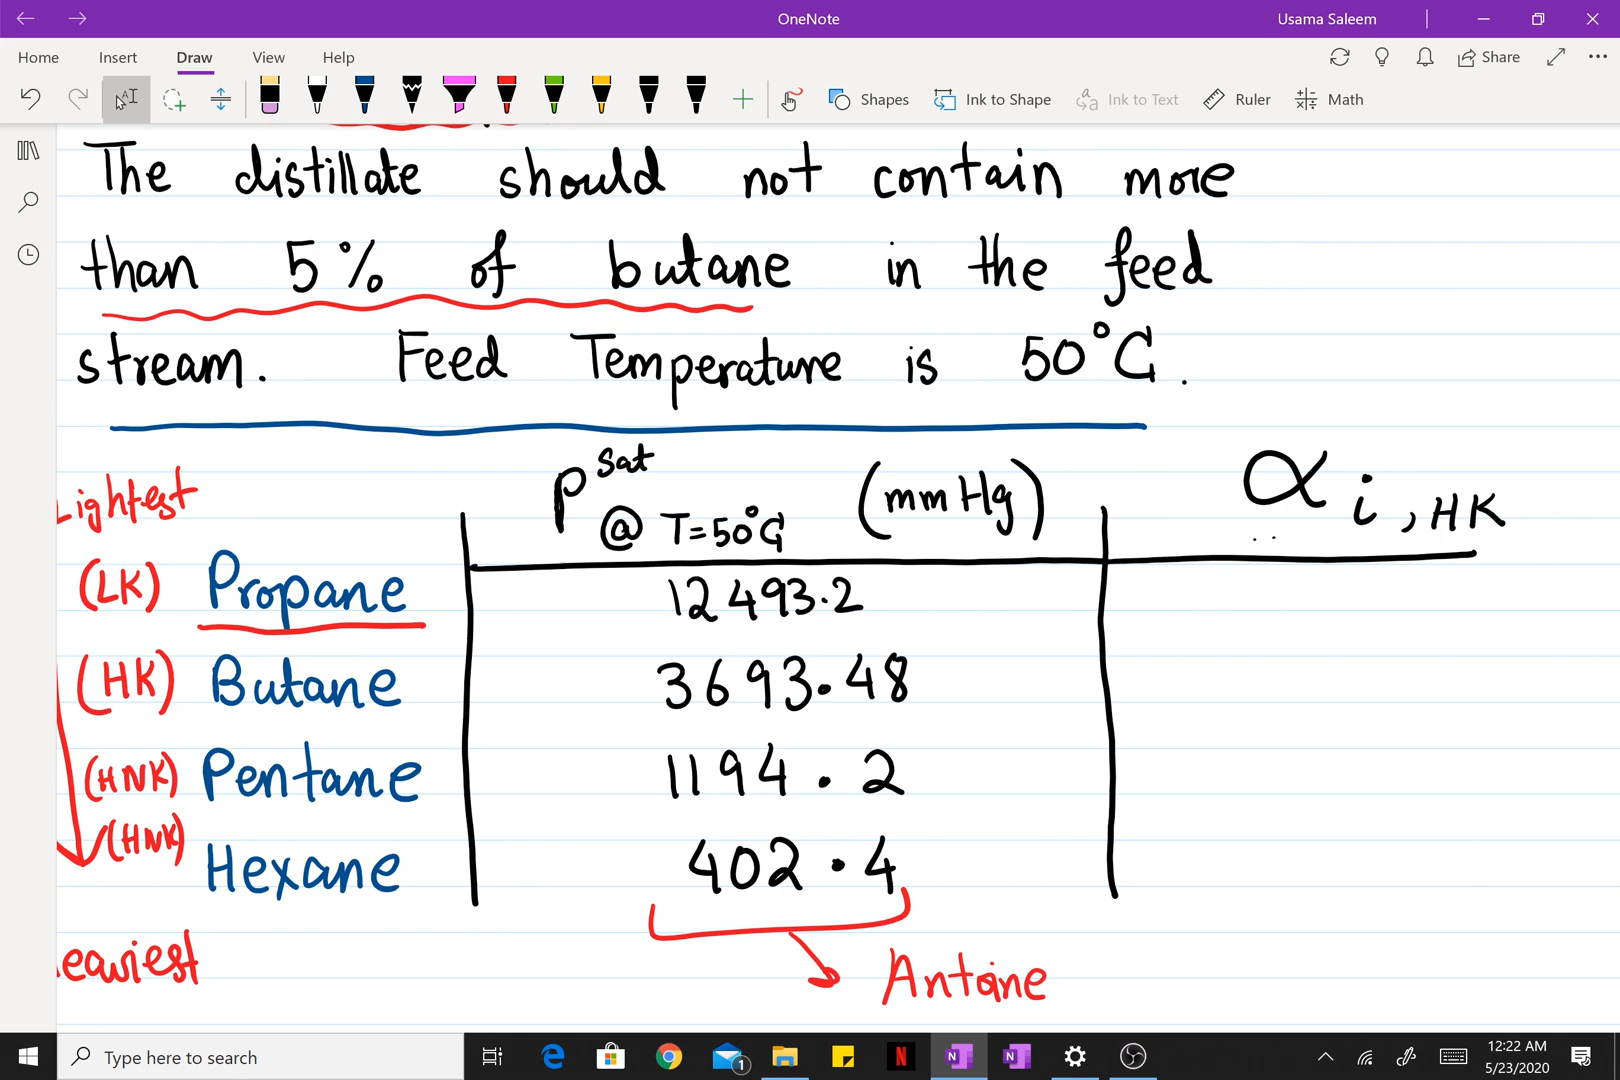 OneNote
Usama Saleem
Home Insert Draw View Help
Share
Shapes Ink to Shape Ink to Text Ruler Math
The distillate should not contain more
than 5% of butane in the feed
stream. Feed Temperature is 50°C.
Lightest
P sat @ T=50°C (mmHg)
α i, HK
(LK) Propane 12493.2
(HK) Butane 3693.48
(HNK) Pentane 1194.2
(HNK) Hexane 402.4
eaviest
Antoine
Type here to search
1
12:22 AM
5/23/2020